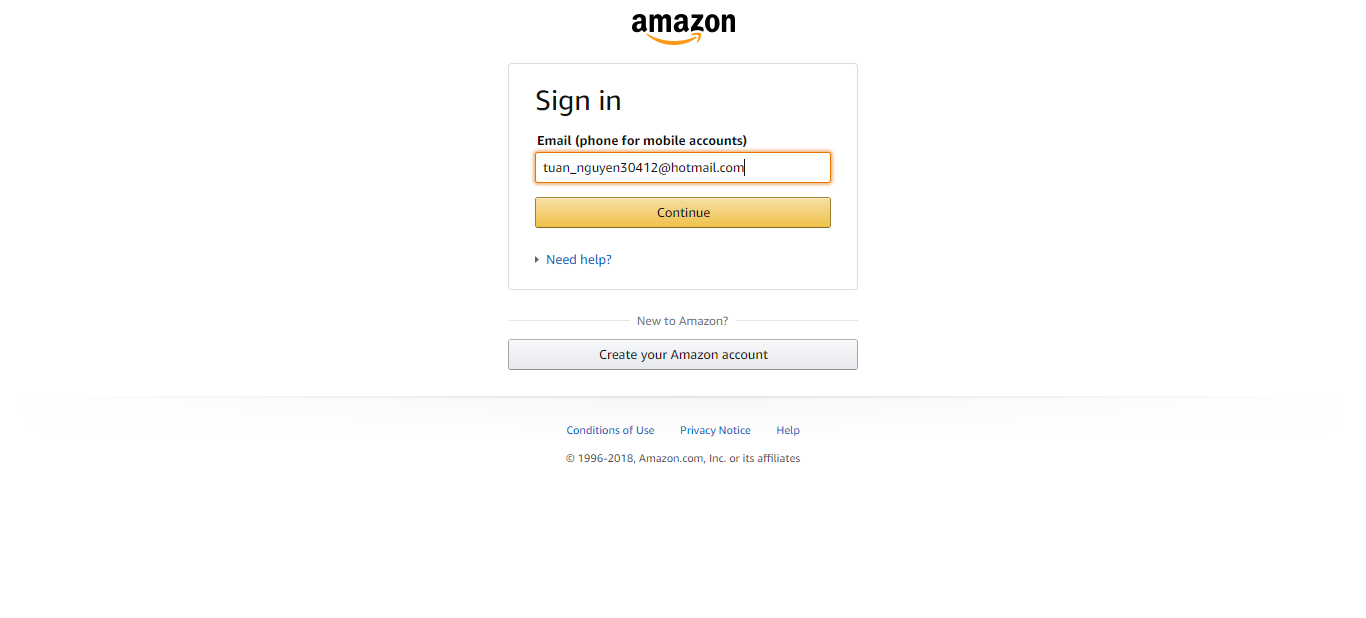 amazon
Sign in
Email (phone for mobile accounts)
tuan_nguyen30412@hotmail.com
Continue
Need help?
New to Amazon?
Create your Amazon account
Conditions of Use Privacy Notice Help
© 1996-2018, Amazon.com, Inc. or its affiliates